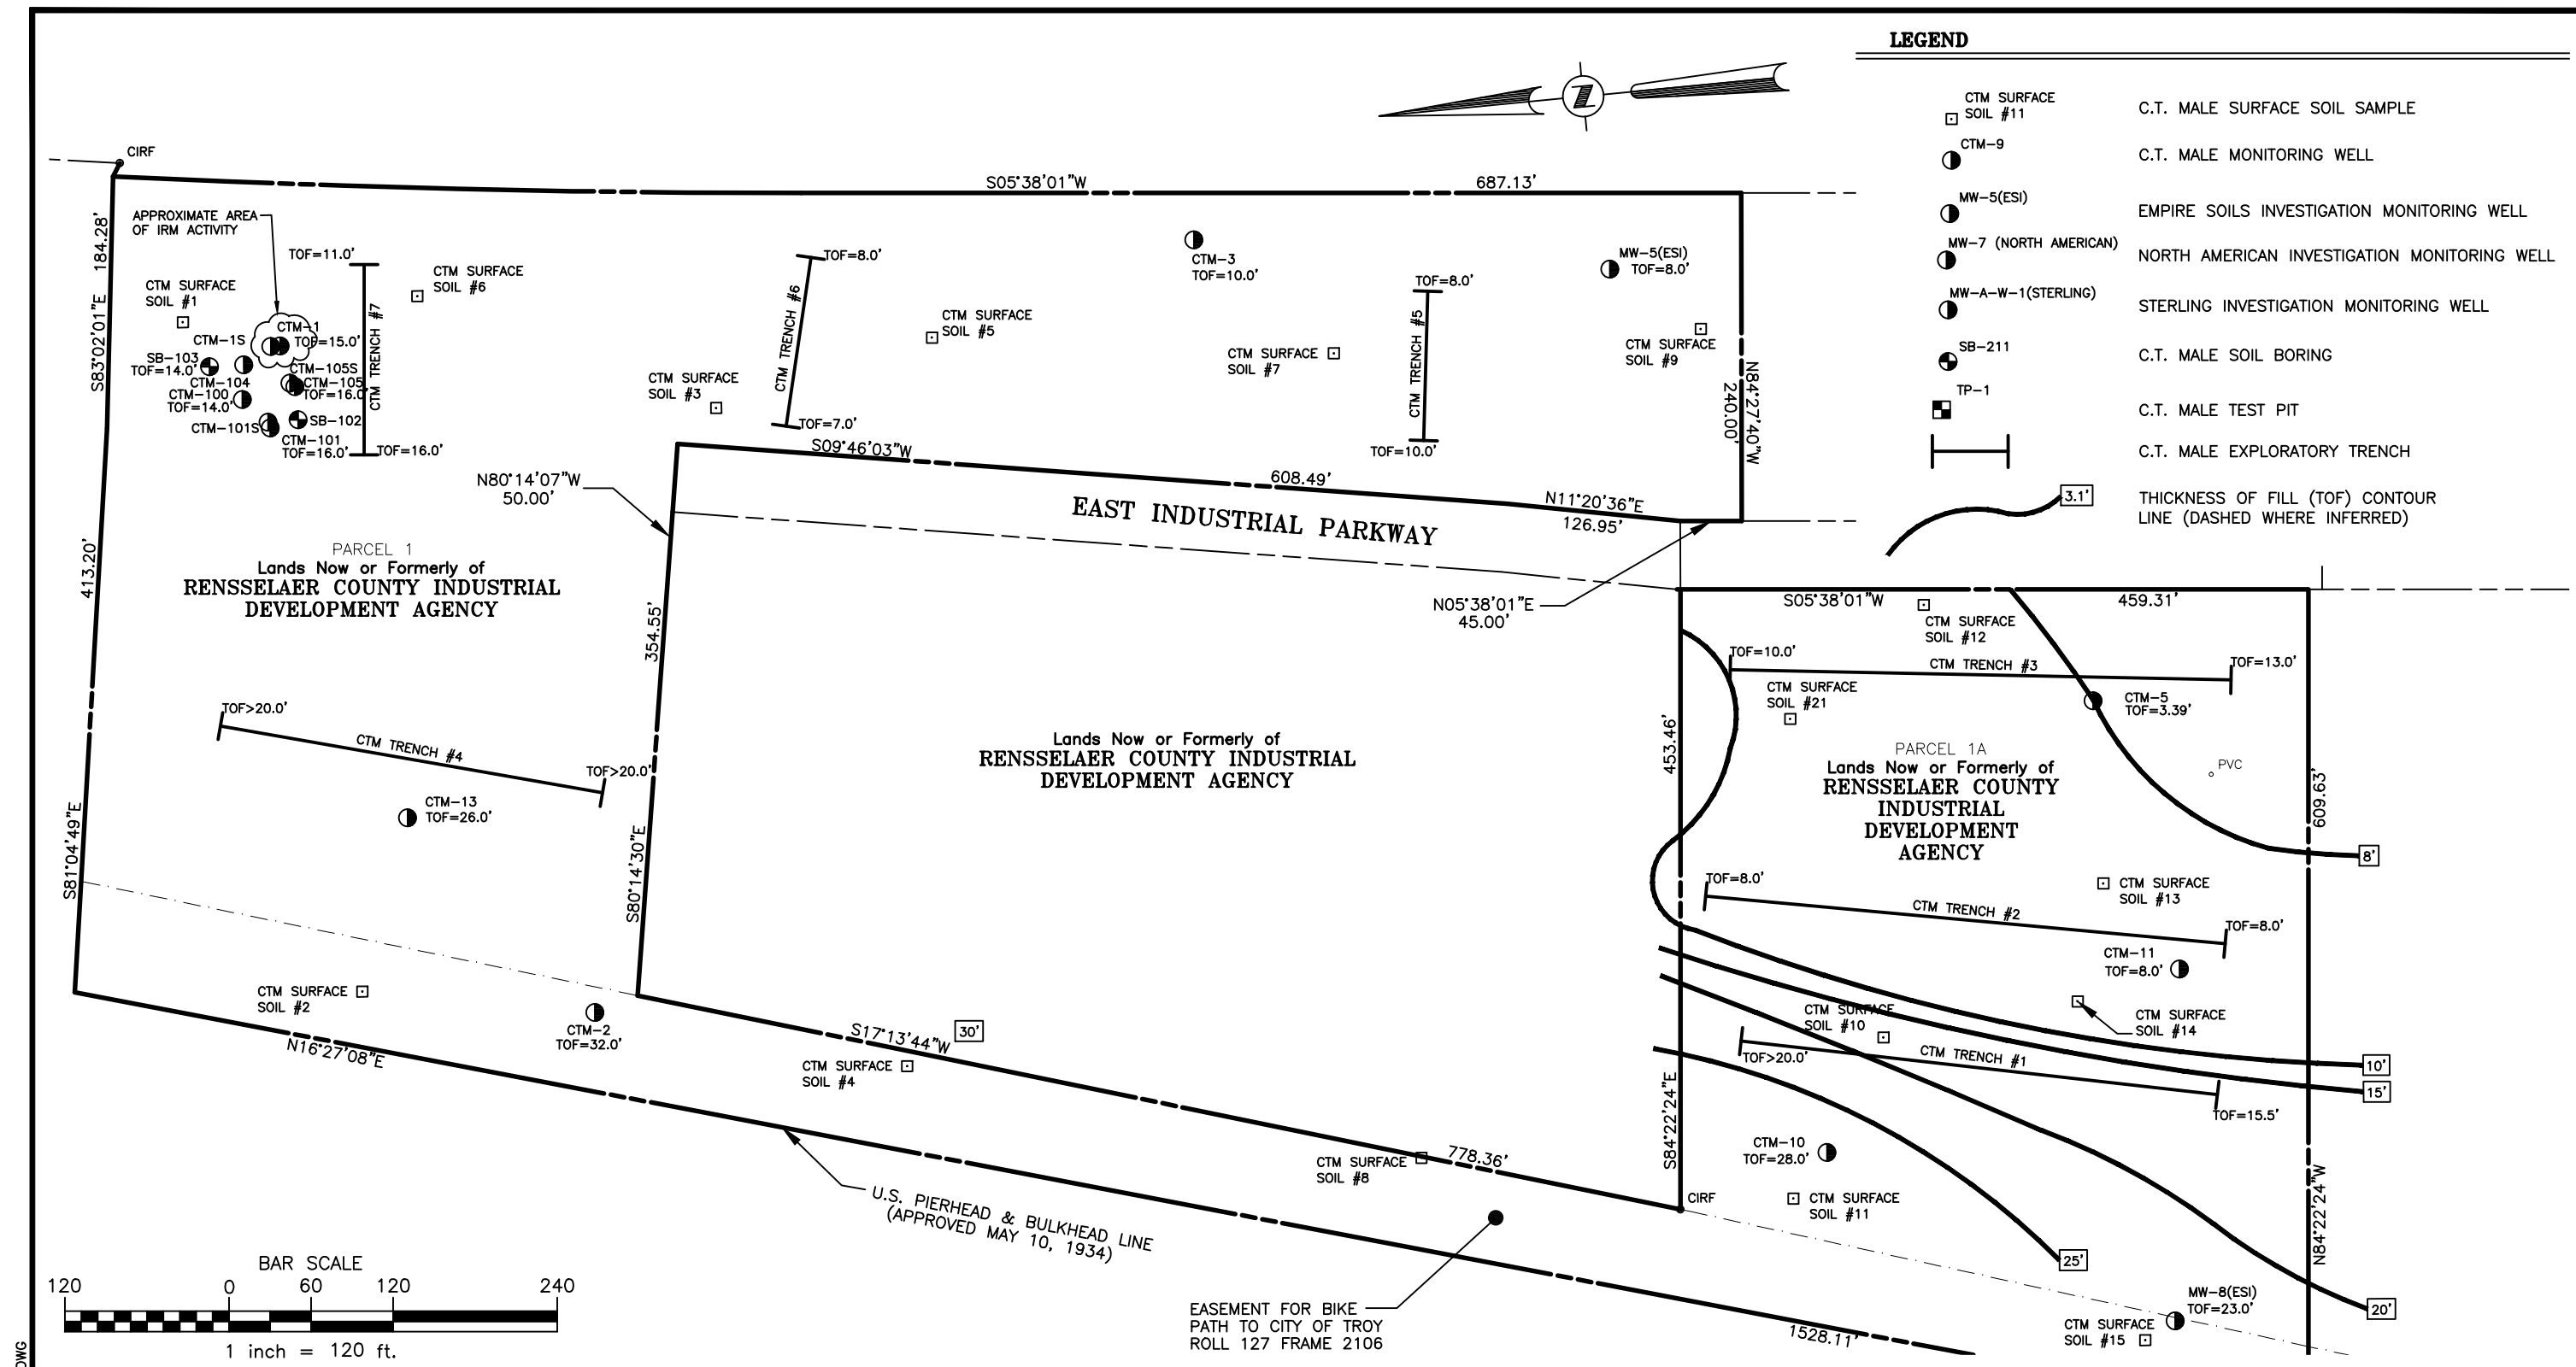 LEGEND
CTM SURFACE
SOIL #11
C.T. MALE SURFACE SOIL SAMPLE
CTM-9
C.T. MALE MONITORING WELL
MW-5(ESI)
EMPIRE SOILS INVESTIGATION MONITORING WELL
MW-7 (NORTH AMERICAN)
NORTH AMERICAN INVESTIGATION MONITORING WELL
MW-A-W-1(STERLING)
STERLING INVESTIGATION MONITORING WELL
SB-211
C.T. MALE SOIL BORING
TP-1
C.T. MALE TEST PIT
C.T. MALE EXPLORATORY TRENCH
3.1'
THICKNESS OF FILL (TOF) CONTOUR
LINE (DASHED WHERE INFERRED)
Z
CIRF
S05°38'01"W
687.13'
S83°02'01"E 184.28'
APPROXIMATE AREA
OF IRM ACTIVITY
TOF=11.0'
CTM SURFACE
SOIL #6
CTM SURFACE
SOIL #1
CTM-1
TOF=15.0'
CTM-1S
SB-103
TOF=14.0'
CTM-104
CTM-105S
CTM-105
TOF=16.0'
CTM-100
TOF=14.0'
CTM-101S
SB-102
CTM-101
TOF=16.0'
CTM TRENCH #7
TOF=16.0'
TOF=8.0'
CTM TRENCH #6
TOF=7.0'
CTM SURFACE
SOIL #5
CTM SURFACE
SOIL #3
CTM-3
TOF=10.0'
CTM SURFACE
SOIL #7
TOF=8.0'
CTM TRENCH #5
TOF=10.0'
MW-5(ESI)
TOF=8.0'
CTM SURFACE
SOIL #9
N84°27'40"W
240.00'
S09°46'03"W
608.49'
N11°20'36"E
126.95'
N80°14'07"W
50.00'
EAST INDUSTRIAL PARKWAY
N05°38'01"E
45.00'
413.20'
PARCEL 1
Lands Now or Formerly of
RENSSELAER COUNTY INDUSTRIAL
DEVELOPMENT AGENCY
354.55'
S80°14'30"E
TOF>20.0'
CTM TRENCH #4
TOF>20.0'
CTM-13
TOF=26.0'
S81°04'49"E
Lands Now or Formerly of
RENSSELAER COUNTY INDUSTRIAL
DEVELOPMENT AGENCY
453.46'
S84°22'24"E
S05°38'01"W
459.31'
CTM SURFACE
SOIL #12
TOF=10.0'
CTM TRENCH #3
TOF=13.0'
CTM SURFACE
SOIL #21
CTM-5
TOF=3.39'
PARCEL 1A
Lands Now or Formerly of
RENSSELAER COUNTY
INDUSTRIAL
DEVELOPMENT
AGENCY
PVC
609.63'
8'
TOF=8.0'
CTM TRENCH #2
TOF=8.0'
CTM SURFACE
SOIL #13
CTM-11
TOF=8.0'
CTM SURFACE
SOIL #10
CTM SURFACE
SOIL #14
TOF>20.0'
CTM TRENCH #1
TOF=15.5'
10'
15'
CTM-10
TOF=28.0'
CTM SURFACE
SOIL #11
CIRF
N84°22'24"W
25'
20'
MW-8(ESI)
TOF=23.0'
CTM SURFACE
SOIL #15
CTM SURFACE
SOIL #2
CTM-2
TOF=32.0'
N16°27'08"E
S17°13'44"W
30'
CTM SURFACE
SOIL #4
CTM SURFACE
SOIL #8
778.36'
U.S. PIERHEAD & BULKHEAD LINE
(APPROVED MAY 10, 1934)
EASEMENT FOR BIKE
PATH TO CITY OF TROY
ROLL 127 FRAME 2106
1528.11'
BAR SCALE
120 0 60 120 240
1 inch = 120 ft.
DWG